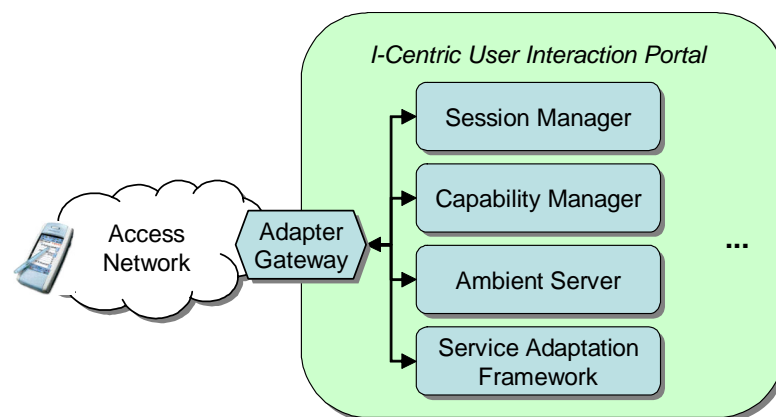 I-Centric User Interaction Portal
Session Manager
Capability Manager
Access
Network
Adapter
Gateway
Ambient Server
...
Service Adaptation
Framework